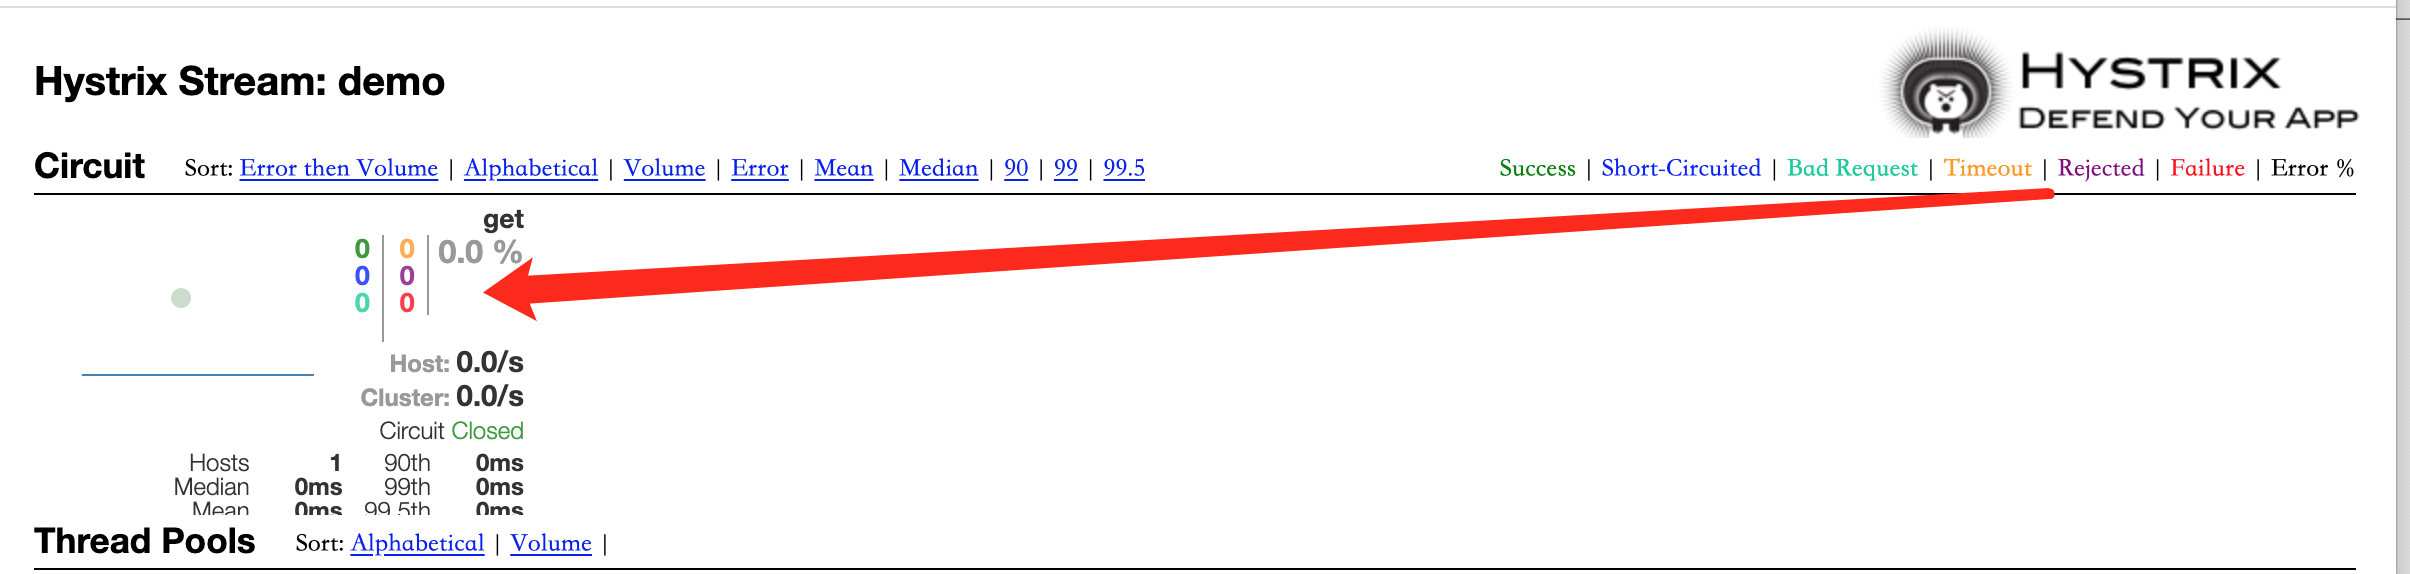 Hystrix Stream: demo
HYSTRIX
DEFEND YOUR APP
Circuit Sort: Error then Volume | Alphabetical | Volume | Error | Mean | Median | 90 | 99 | 99.5
Success | Short-Circuited | Bad Request | Timeout | Rejected | Failure | Error %
get
0 0 0.0 %
0 0
0 0
Host: 0.0/s
Cluster: 0.0/s
Circuit Closed
Hosts 1 90th 0ms
Median 0ms 99th 0ms
Mean 0ms 99.5th 0ms
Thread Pools Sort: Alphabetical | Volume |